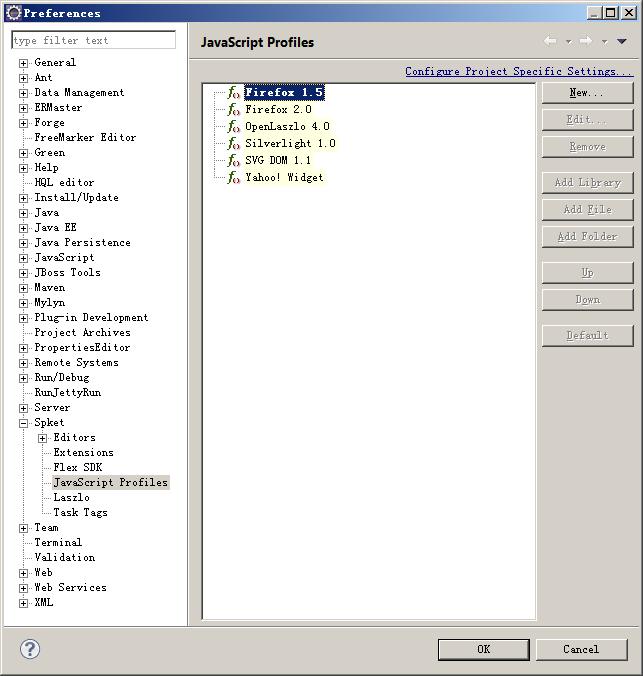 Preferences
type filter text
JavaScript Profiles
Configure Project Specific Settings...
General
Ant
Data Management
ERMaster
Forge
FreeMarker Editor
Green
Help
HQL editor
Install/Update
Java
Java EE
Java Persistence
JavaScript
JBoss Tools
Maven
Mylyn
Plug-in Development
Project Archives
PropertiesEditor
Remote Systems
Run/Debug
RunJettyRun
Server
Spket
Editors
Extensions
Flex SDK
JavaScript Profiles
Laszlo
Task Tags
Team
Terminal
Validation
Web
Web Services
XML
Firefox 1.5
Firefox 2.0
OpenLaszlo 4.0
Silverlight 1.0
SVG DOM 1.1
Yahoo! Widget
New...
Edit...
Remove
Add Library
Add File
Add Folder
Up
Down
Default
OK
Cancel